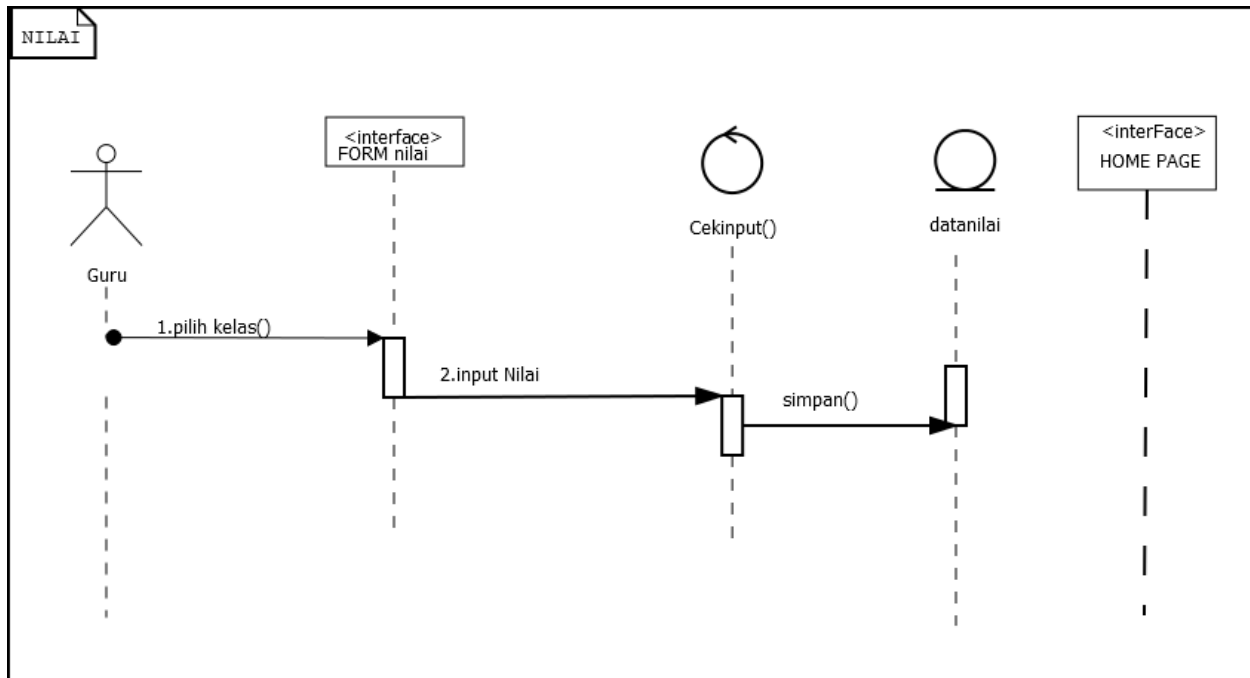 NILAI
<interface>
FORM nilai
<interFace>
HOME PAGE
Cekinput()
datanilai
Guru
1.pilih kelas()
2.input Nilai
simpan()